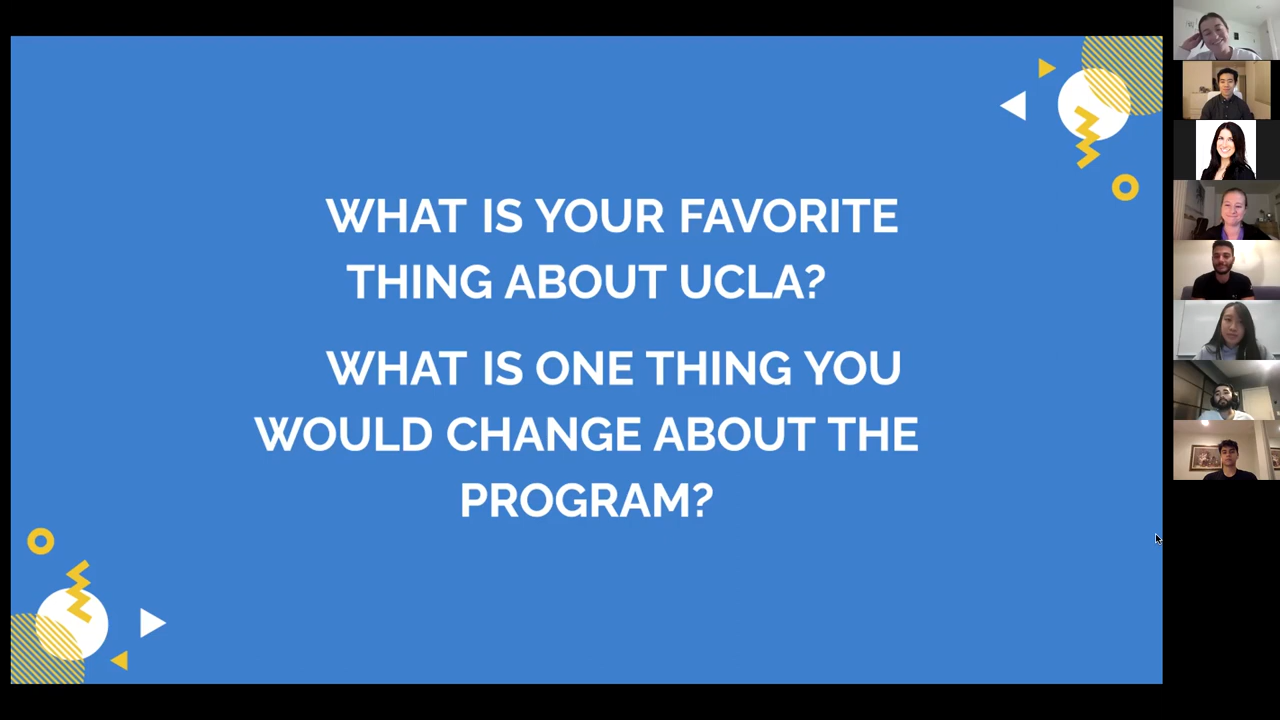 WHAT IS YOUR FAVORITE
THING ABOUT UCLA?
WHAT IS ONE THING YOU
WOULD CHANGE ABOUT THE
PROGRAM?